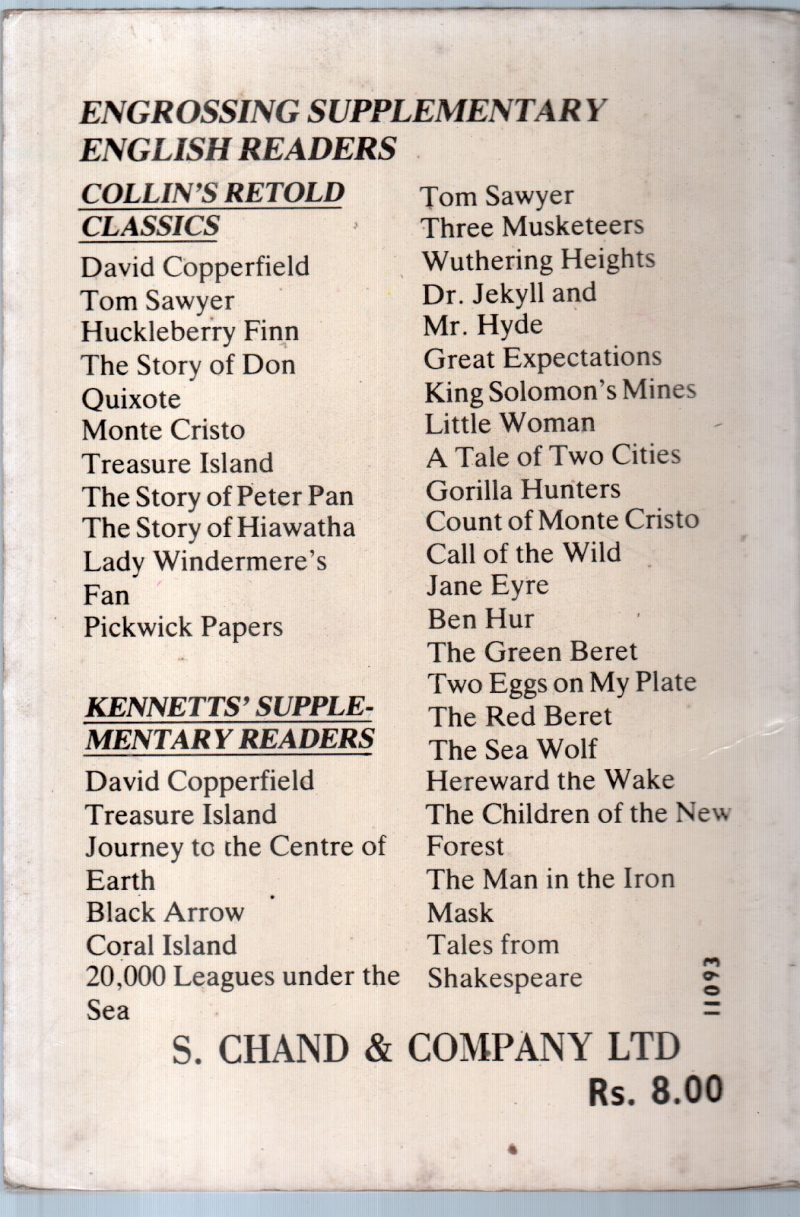 ENGROSSING SUPPLEMENTARY
ENGLISH READERS
COLLIN'S RETOLD
CLASSICS
David Copperfield
Tom Sawyer
Huckleberry Finn
The Story of Don
Quixote
Monte Cristo
Treasure Island
The Story of Peter Pan
The Story of Hiawatha
Lady Windermere's
Fan
Pickwick Papers
KENNETTS' SUPPLE-
MENTARY READERS
David Copperfield
Treasure Island
Journey to the Centre of
Earth
Black Arrow
Coral Island
20,000 Leagues under the
Sea
Tom Sawyer
Three Musketeers
Wuthering Heights
Dr. Jekyll and
Mr. Hyde
Great Expectations
King Solomon's Mines
Little Woman
A Tale of Two Cities
Gorilla Hunters
Count of Monte Cristo
Call of the Wild
Jane Eyre
Ben Hur
The Green Beret
Two Eggs on My Plate
The Red Beret
The Sea Wolf
Hereward the Wake
The Children of the New
Forest
The Man in the Iron
Mask
Tales from
Shakespeare
11093
S. CHAND & COMPANY LTD
Rs. 8.00